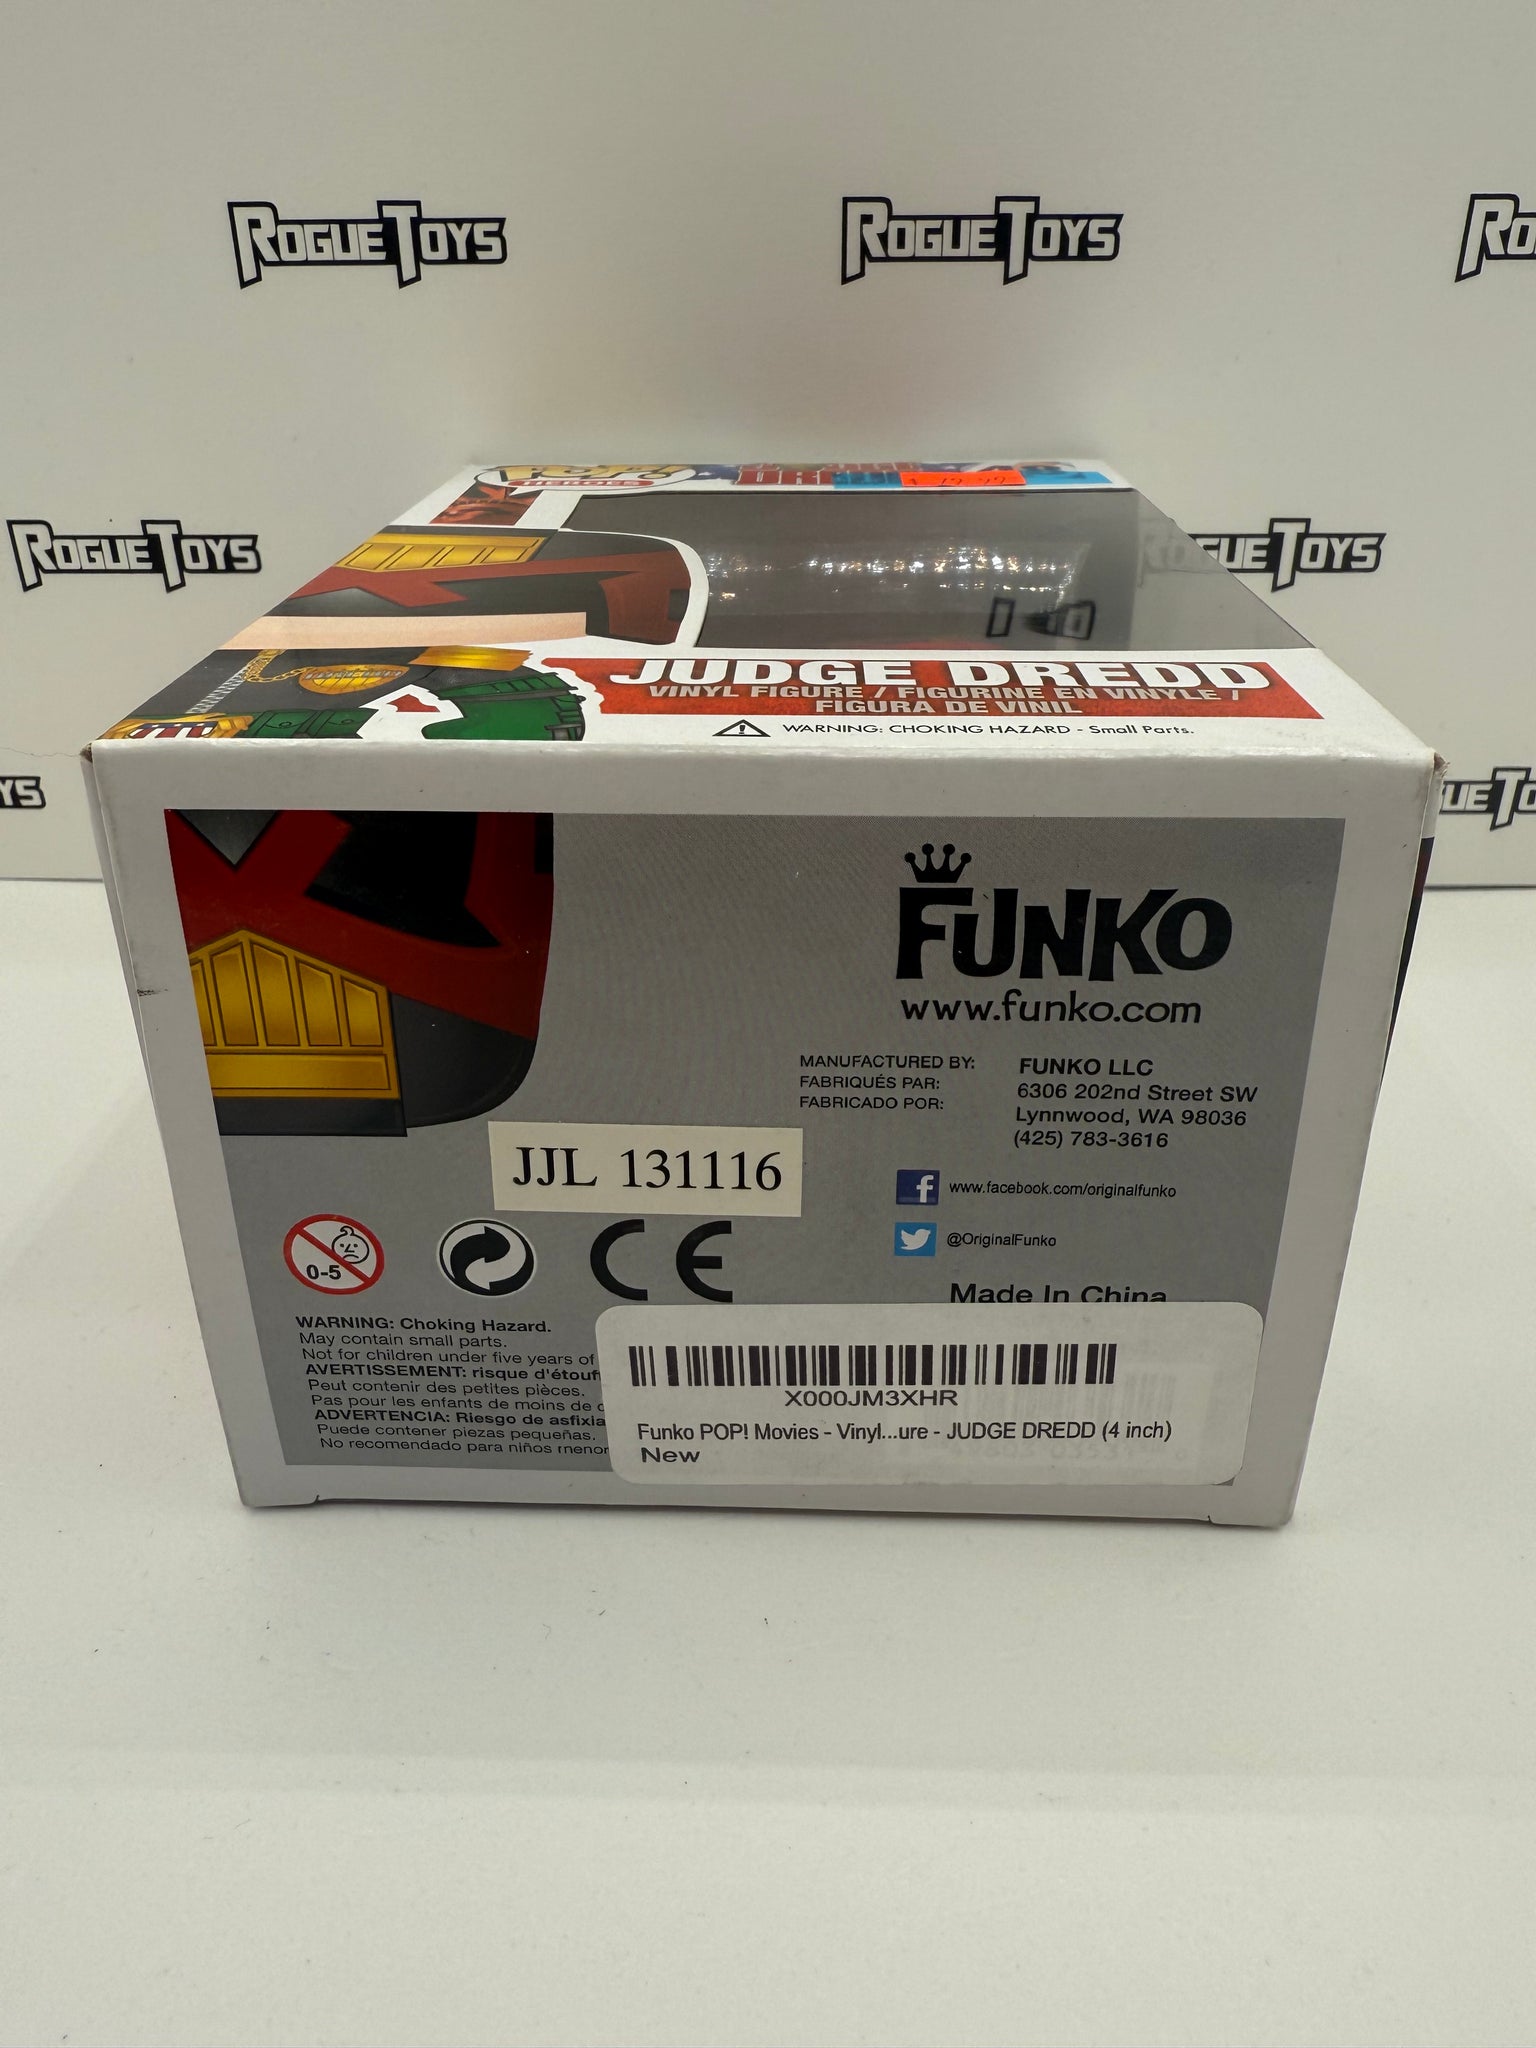 ROGUE TOYS
ROGUE TOYS
ROGUE TOYS
POP!
HEROES
JUDGE DREDD
VINYL FIGURE / FIGURINE EN VINYLE /
FIGURA DE VINIL
WARNING: CHOKING HAZARD - Small Parts.
FUNKO
www.funko.com
MANUFACTURED BY: FUNKO LLC
FABRIQUÉS PAR: 6306 202nd Street SW
FABRICADO POR: Lynnwood, WA 98036
(425) 783-3616
JJL 131116
www.facebook.com/originalfunko
@OriginalFunko
0-5
CE
Made In China
WARNING: Choking Hazard.
May contain small parts.
Not for children under five years of
AVERTISSEMENT: risque d'étouf
Peut contenir des petites pièces.
Pas pour les enfants de moins de
ADVERTENCIA: Riesgo de asfixia
Puede contener piezas pequeñas.
No recomendado para niños menor
X000JM3XHR
Funko POP! Movies - Vinyl...ure - JUDGE DREDD (4 inch)
New